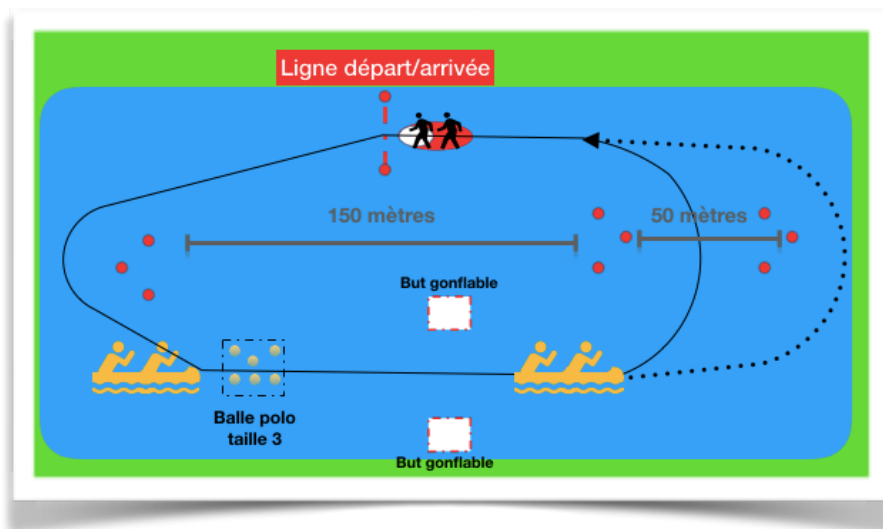 Ligne départ/arrivée
150 mètres
50 mètres
But gonflable
Balle polo
taille 3
But gonflable